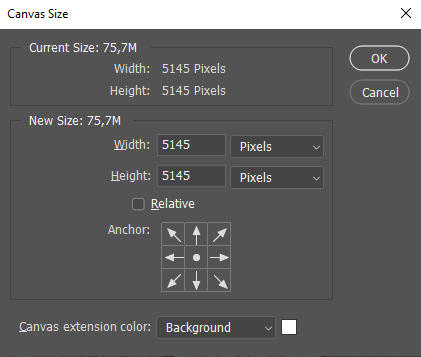 Canvas Size
Current Size: 75,7M
Width: 5145 Pixels
Height: 5145 Pixels
OK
Cancel
New Size: 75,7M
Width: 5145 Pixels
Height: 5145 Pixels
Relative
Anchor:
Canvas extension color: Background